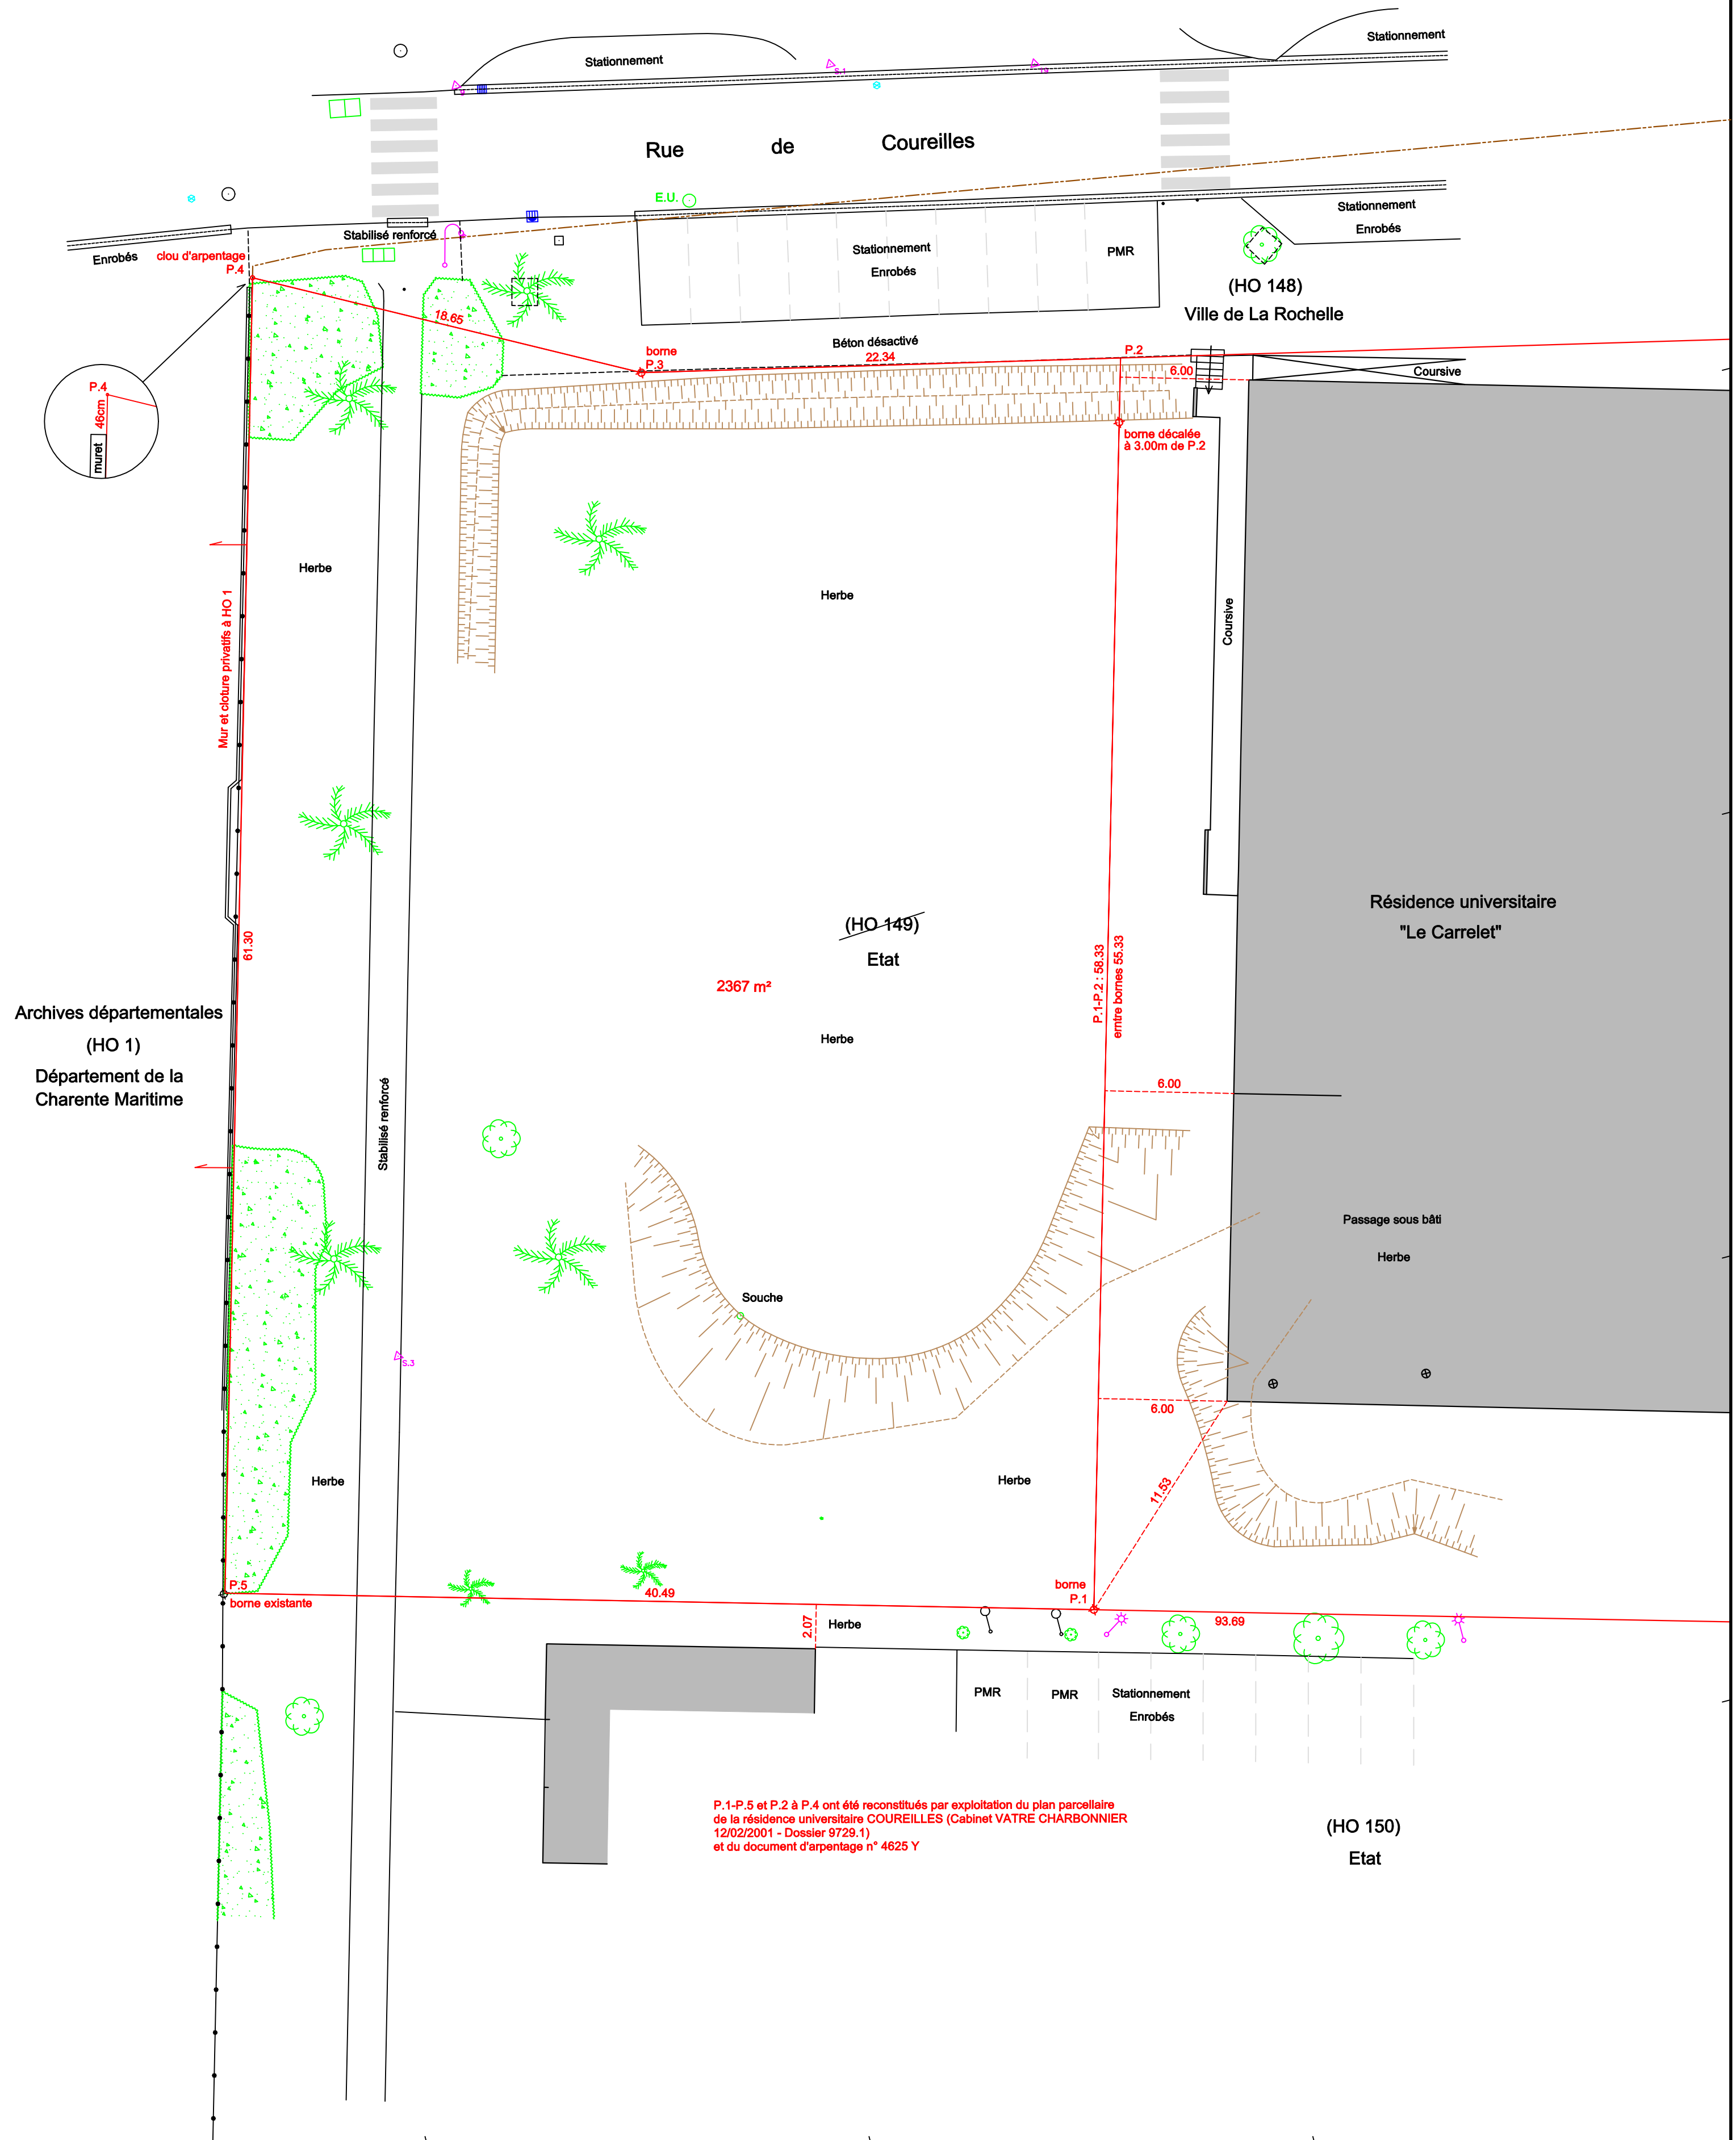 Stationnement
Stationnement
S.1
19
9
Rue de Coureilles
E.U.
Stationnement
Enrobés
Stabilisé renforcé
Enrobés
clou d'arpentage
P.4
Stationnement
Enrobés
PMR
(HO 148)
Ville de La Rochelle
18.65
Béton désactivé
borne
P.3
22.34
P.2
6.00
Coursive
P.4
46cm
muret
borne décalée
à 3.00m de P.2
Herbe
Herbe
Mur et cloture privatifs à HO 1
Coursive
61.30
(HO 149)
Etat
2367 m²
Résidence universitaire
"Le Carrelet"
P.1-P.2 : 58.33
erntre bornes 55.33
Archives départementales
(HO 1)
Département de la
Charente Maritime
Herbe
Stabilisé renforcé
6.00
Passage sous bâti
Herbe
Souche
S.3
6.00
Herbe
Herbe
11.53
P.5
borne existante
40.49
borne
P.1
2.07
Herbe
93.69
PMR
PMR
Stationnement
Enrobés
P.1-P.5 et P.2 à P.4 ont été reconstitués par exploitation du plan parcellaire
de la résidence universitaire COUREILLES (Cabinet VATRE CHARBONNIER
12/02/2001 - Dossier 9729.1)
et du document d'arpentage n° 4625 Y
(HO 150)
Etat